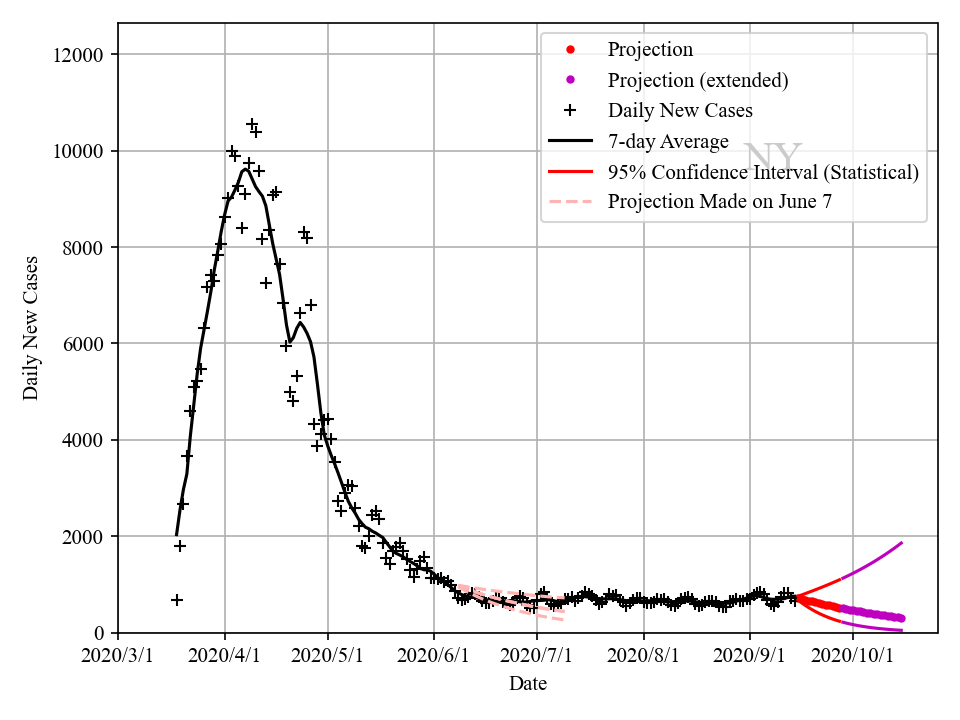 12000
10000
8000
6000
4000
2000
0
Daily New Cases
Projection
Projection (extended)
Daily New Cases
7-day Average
95% Confidence Interval (Statistical)
Projection Made on June 7
NY
2020/3/1 2020/4/1 2020/5/1 2020/6/1 2020/7/1 2020/8/1 2020/9/1 2020/10/1
Date